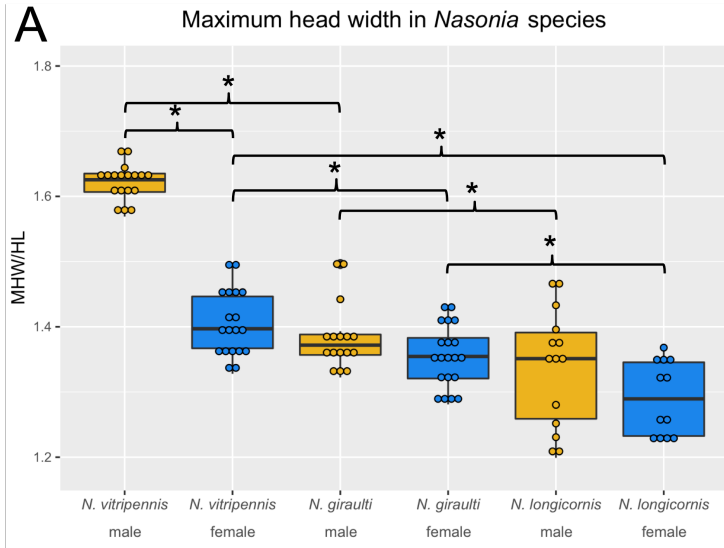 A
Maximum head width in Nasonia species
MHW/HL
1.8
1.6
1.4
1.2
*
*
*
*
*
*
N. vitripennis N. vitripennis N. giraulti N. giraulti N. longicornis N. longicornis
male female male female male female